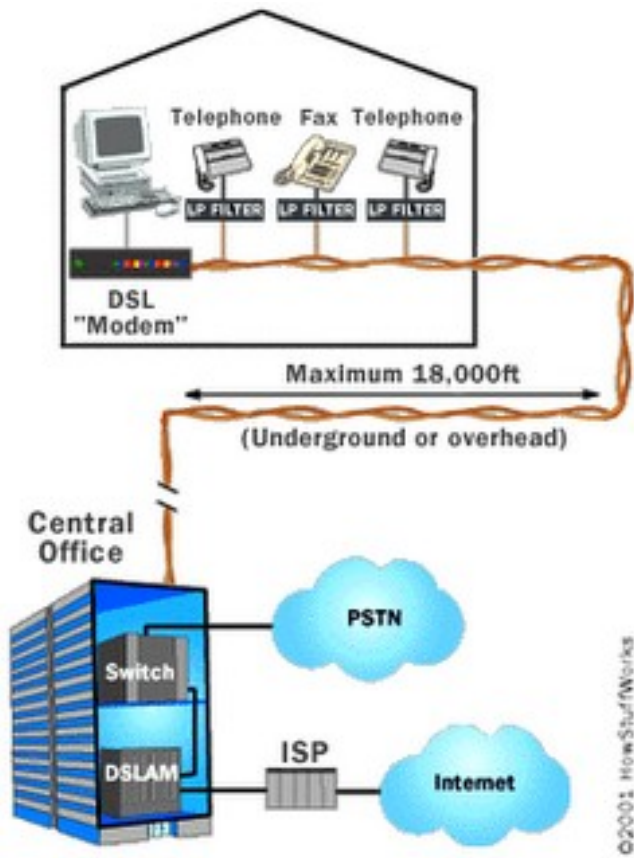 Telephone Fax Telephone
LP FILTER LP FILTER LP FILTER
DSL
"Modem"
Maximum 18,000ft
(Underground or overhead)
Central
Office
PSTN
Switch
ISP
DSLAM
Internet
©2001 HowStuffWorks